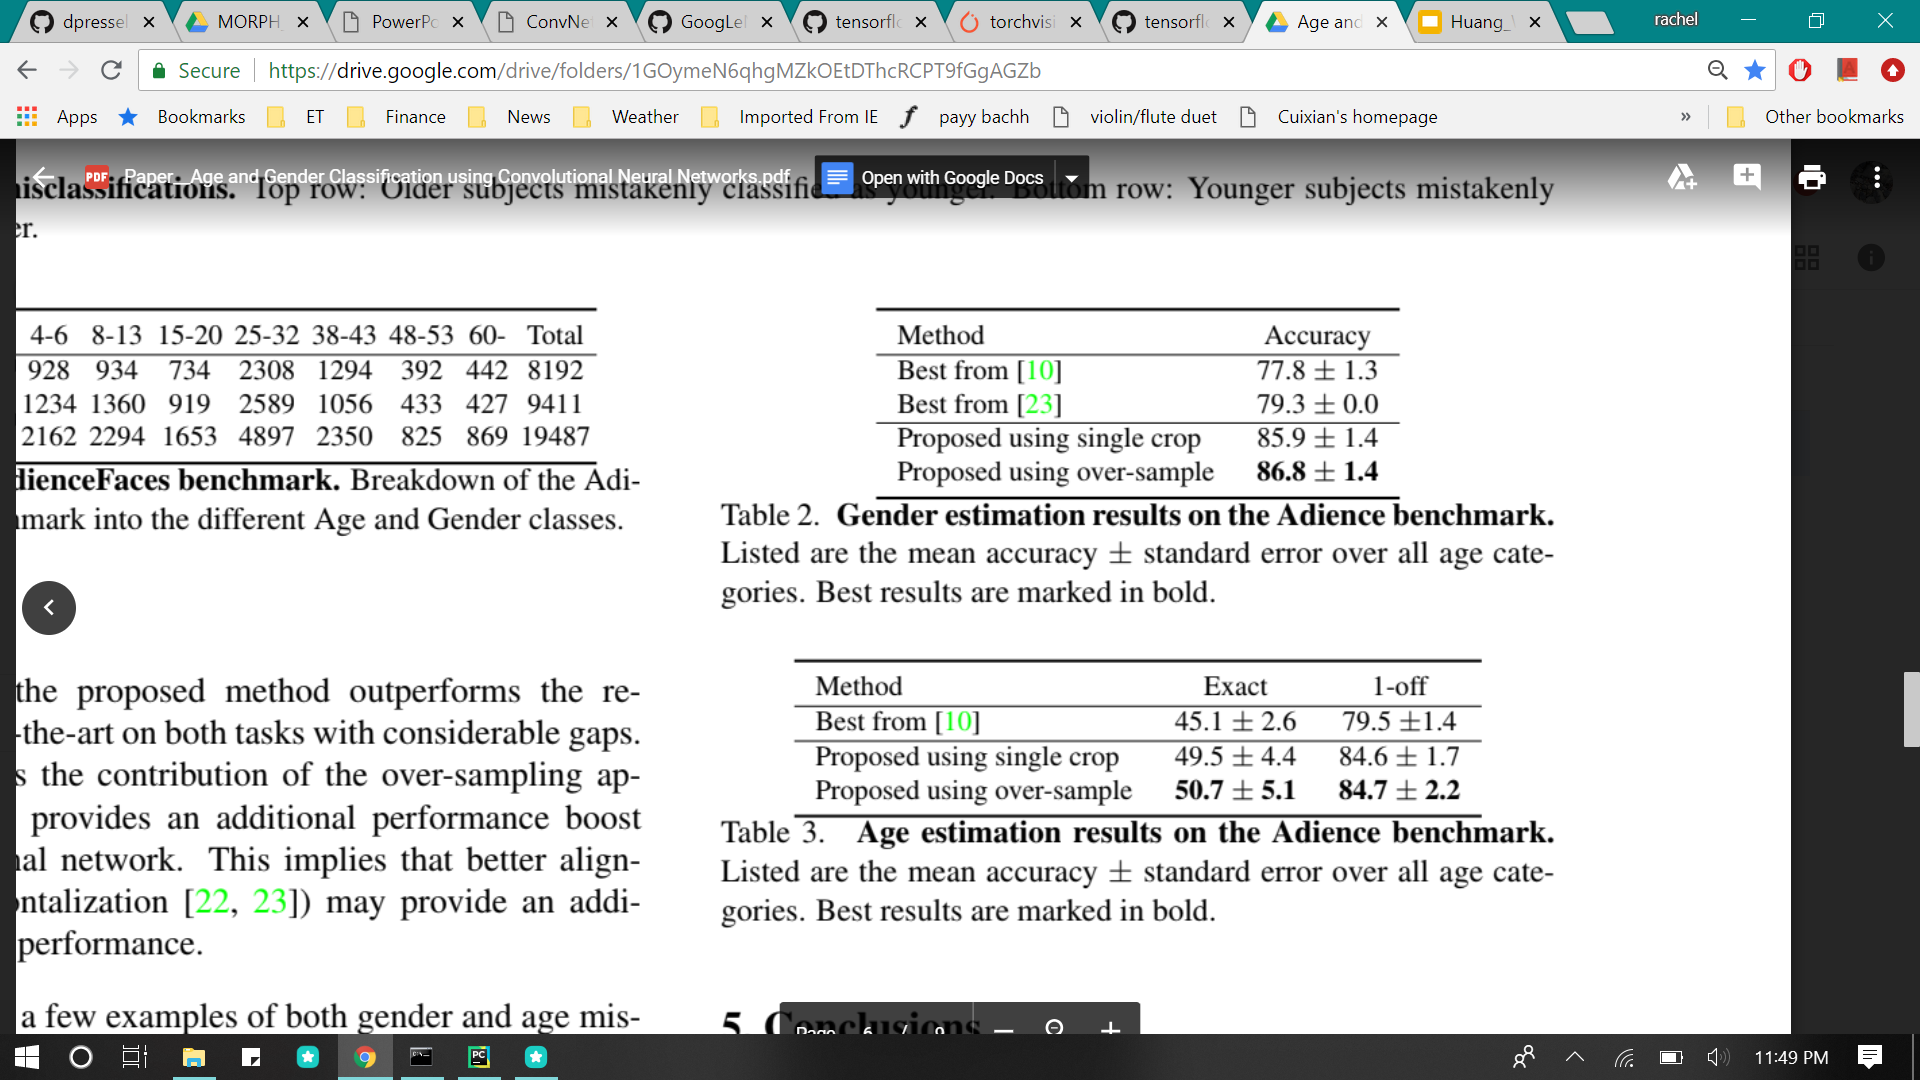 dpressel
MORPH
PowerPo
ConvNe
GoogLe
tensorfl
torchvisi
tensorfl
Age and
Huang_
rachel
Secure
https://drive.google.com/drive/folders/1GOymeN6qhgMZkOEtDThcRCPT9fGgAGZb
Apps
Bookmarks
ET
Finance
News
Weather
Imported From IE
payy bachh
violin/flute duet
Cuixian's homepage
»
Other bookmarks
PDF Paper__Age and Gender Classification using Convolutional Neural Networks.pdf
Open with Google Docs
isclassifications. Top row: Older subjects mistakenly classified as younger. Bottom row: Younger subjects mistakenly
er.
4-6 8-13 15-20 25-32 38-43 48-53 60- Total
928 934 734 2308 1294 392 442 8192
1234 1360 919 2589 1056 433 427 9411
2162 2294 1653 4897 2350 825 869 19487
dienceFaces benchmark. Breakdown of the Adi-
mark into the different Age and Gender classes.
the proposed method outperforms the re-
-the-art on both tasks with considerable gaps.
s the contribution of the over-sampling ap-
provides an additional performance boost
al network. This implies that better align-
ntalization [22, 23]) may provide an addi-
performance.
a few examples of both gender and age mis-
Method Accuracy
Best from [10] 77.8 ± 1.3
Best from [23] 79.3 ± 0.0
Proposed using single crop 85.9 ± 1.4
Proposed using over-sample 86.8 ± 1.4
Table 2. Gender estimation results on the Adience benchmark.
Listed are the mean accuracy ± standard error over all age cate-
gories. Best results are marked in bold.
Method Exact 1-off
Best from [10] 45.1 ± 2.6 79.5 ±1.4
Proposed using single crop 49.5 ± 4.4 84.6 ± 1.7
Proposed using over-sample 50.7 ± 5.1 84.7 ± 2.2
Table 3. Age estimation results on the Adience benchmark.
Listed are the mean accuracy ± standard error over all age cate-
gories. Best results are marked in bold.
5. Conclusions
Page 6 / 9
PC
11:49 PM